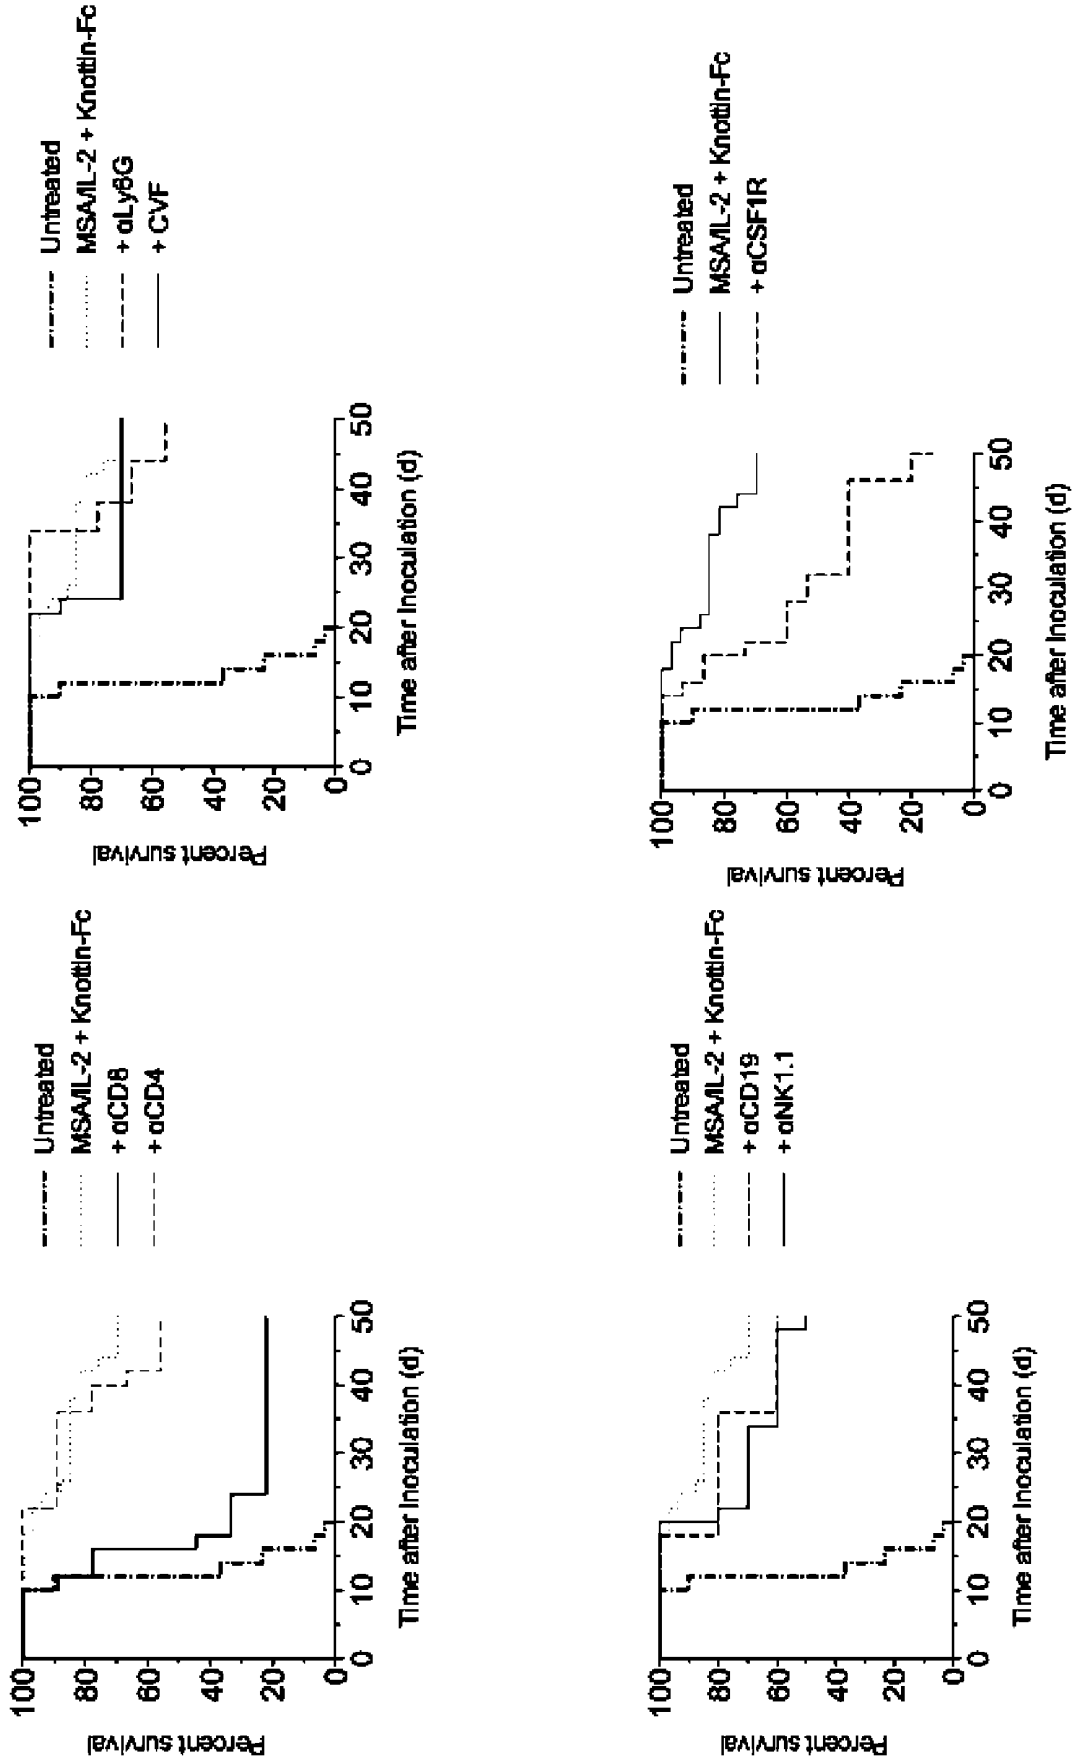 Percent survival
100
80
60
40
20
0
0 10 20 30 40 50
Time after Inoculation (d)
Untreated
MSA/IL-2 + Knottin-Fc
+ αCD8
+ αCD4
Percent survival
100
80
60
40
20
0
0 10 20 30 40 50
Time after Inoculation (d)
Untreated
MSA/IL-2 + Knottin-Fc
+ αLy6G
+ CVF
Percent survival
100
80
60
40
20
0
0 10 20 30 40 50
Time after Inoculation (d)
Untreated
MSA/IL-2 + Knottin-Fc
+ αCD19
+ αNK1.1
Percent survival
100
80
60
40
20
0
0 10 20 30 40 50
Time after Inoculation (d)
Untreated
MSA/IL-2 + Knottin-Fc
+ αCSF1R